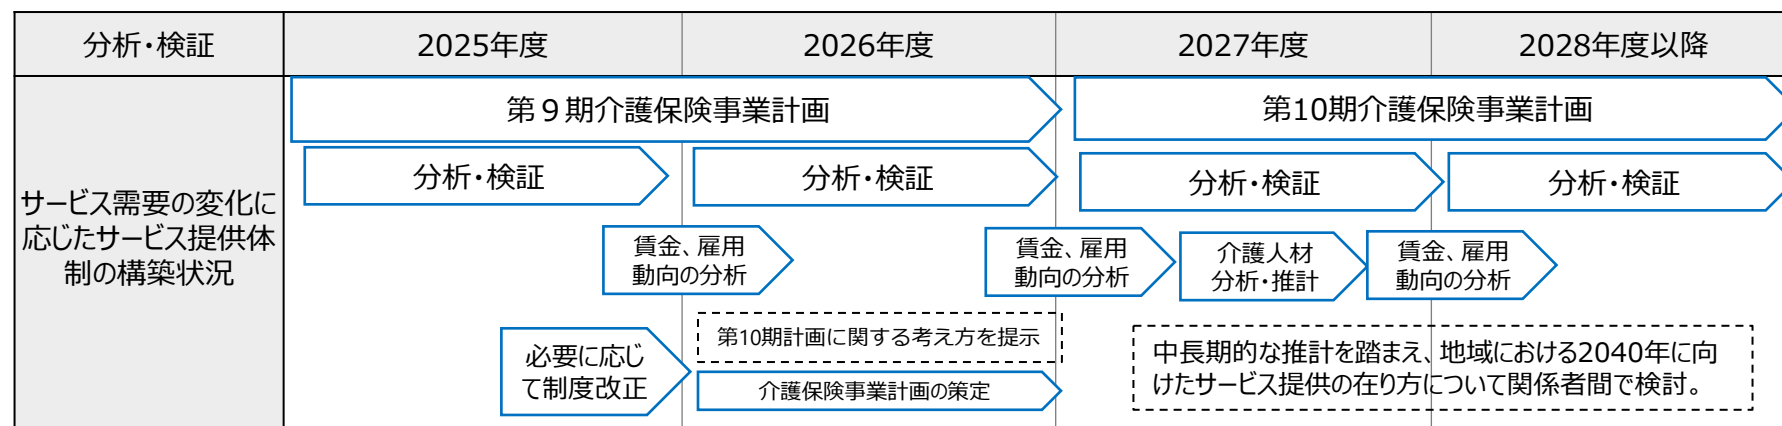 分析・検証
2025年度
2026年度
2027年度
2028年度以降
サービス需要の変化に
応じたサービス提供体
制の構築状況
第９期介護保険事業計画
第10期介護保険事業計画
分析・検証
分析・検証
分析・検証
分析・検証
賃金、雇用
動向の分析
賃金、雇用
動向の分析
介護人材
分析・推計
賃金、雇用
動向の分析
必要に応じ
て制度改正
第10期計画に関する考え方を提示
介護保険事業計画の策定
中長期的な推計を踏まえ、地域における2040年に向
けたサービス提供の在り方について関係者間で検討。